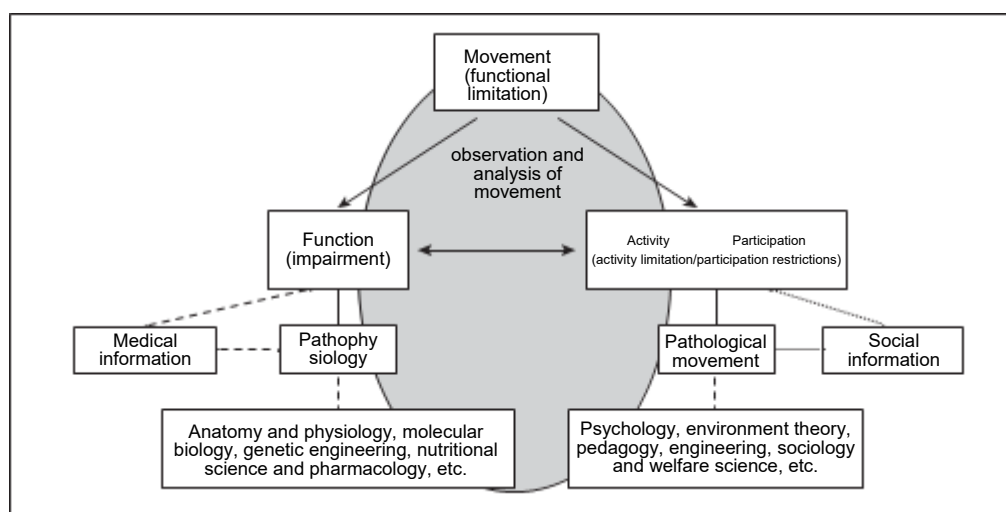 Movement
(functional
limitation)
observation and
analysis of
movement
Function
(impairment)
Activity Participation
(activity limitation/participation restrictions)
Medical
information
Pathophy
siology
Pathological
movement
Social
information
Anatomy and physiology, molecular
biology, genetic engineering, nutritional
science and pharmacology, etc.
Psychology, environment theory,
pedagogy, engineering, sociology
and welfare science, etc.